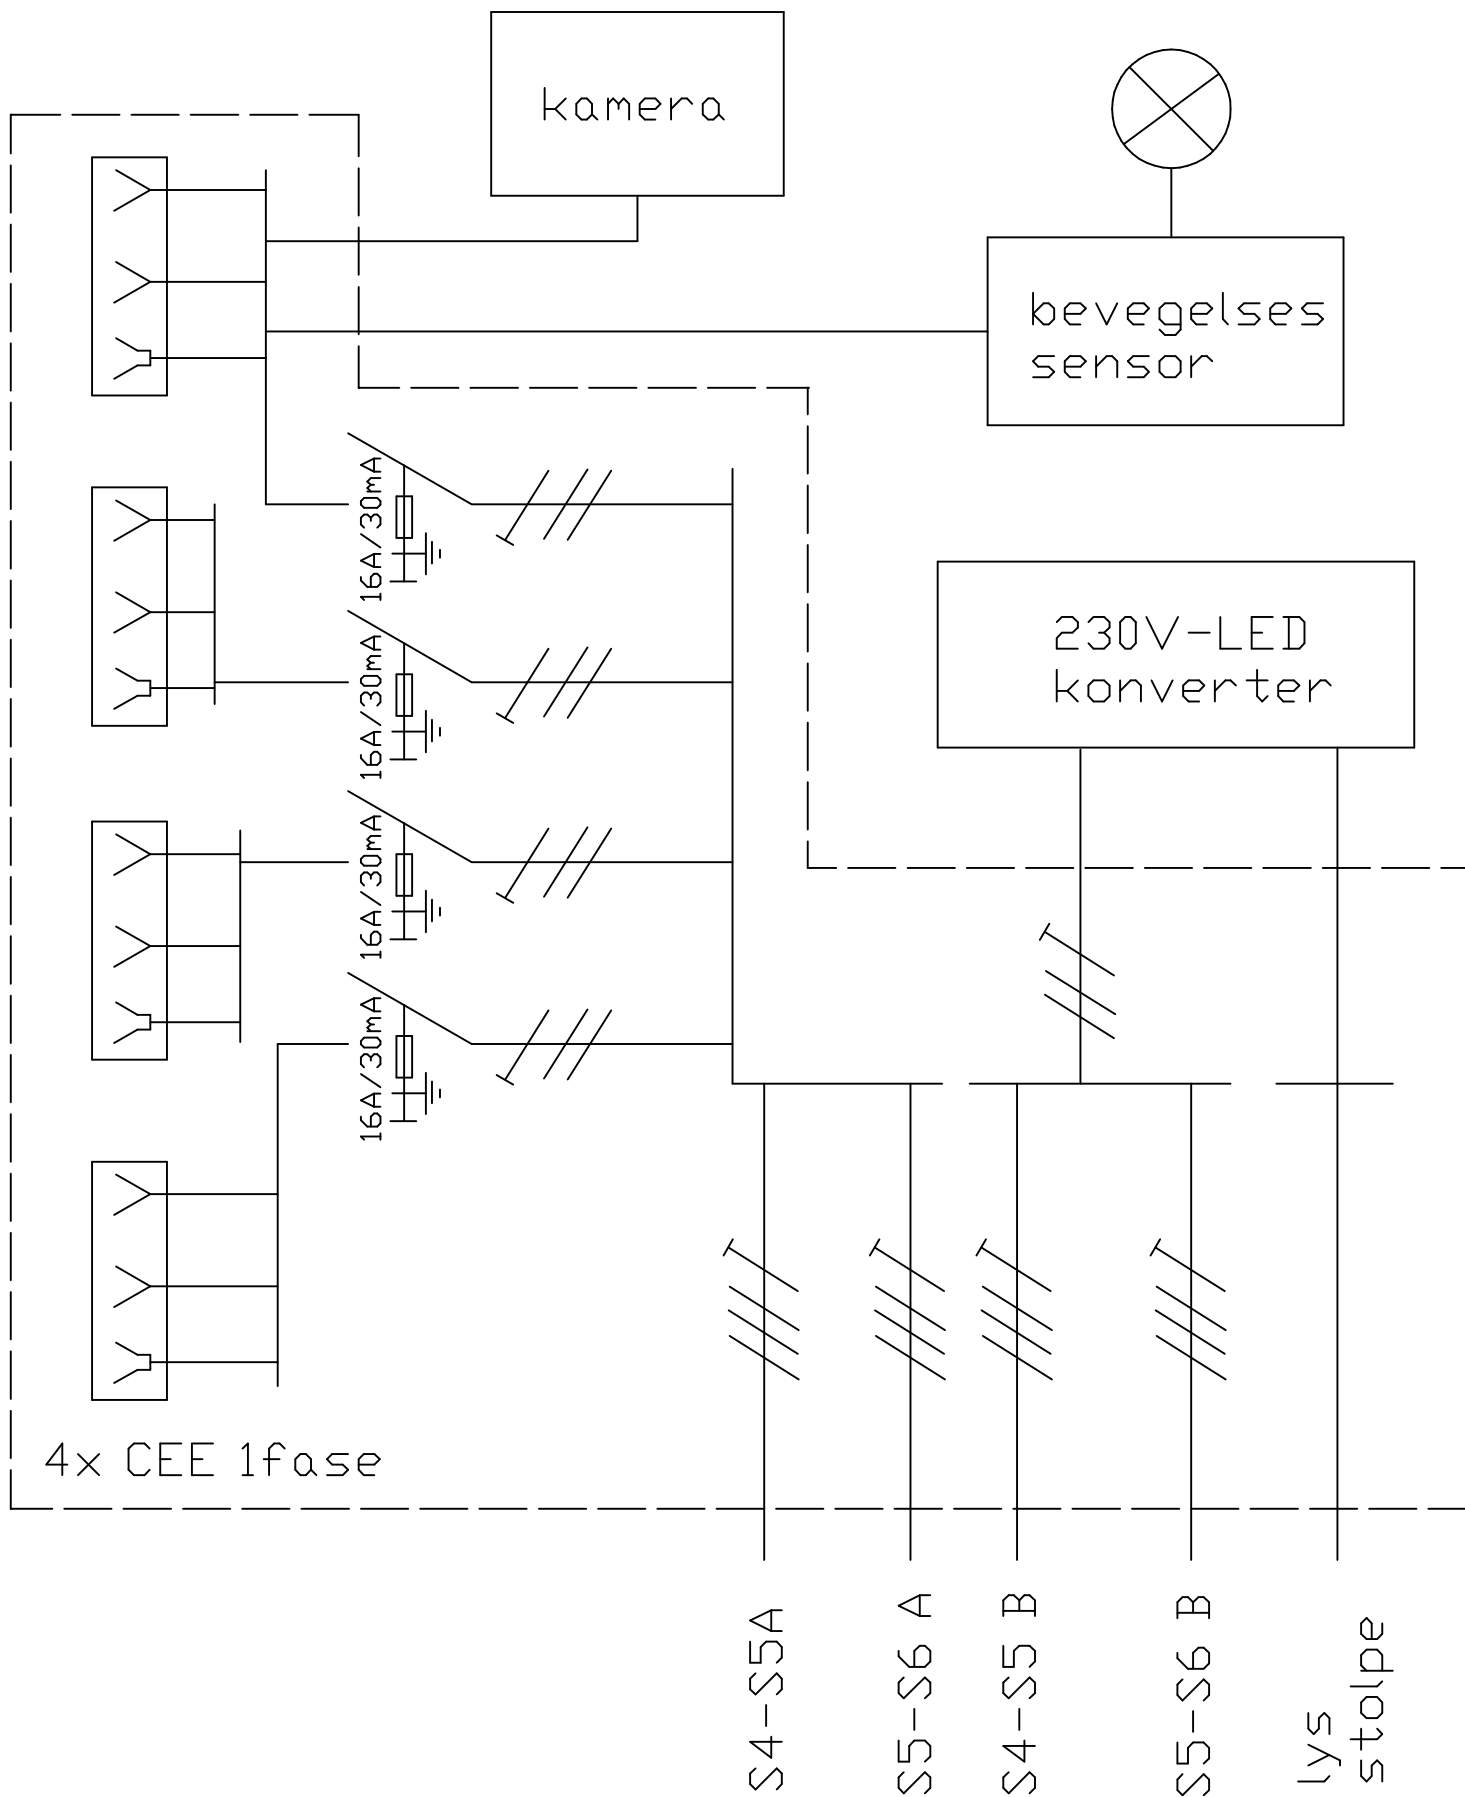 kamera
bevegelses
sensor
16A/30mA
16A/30mA
16A/30mA
16A/30mA
230V-LED
konverter
4x CEE 1fase
S4-S5A
S5-S6 A
S4-S5 B
S5-S6 B
lys
stolpe